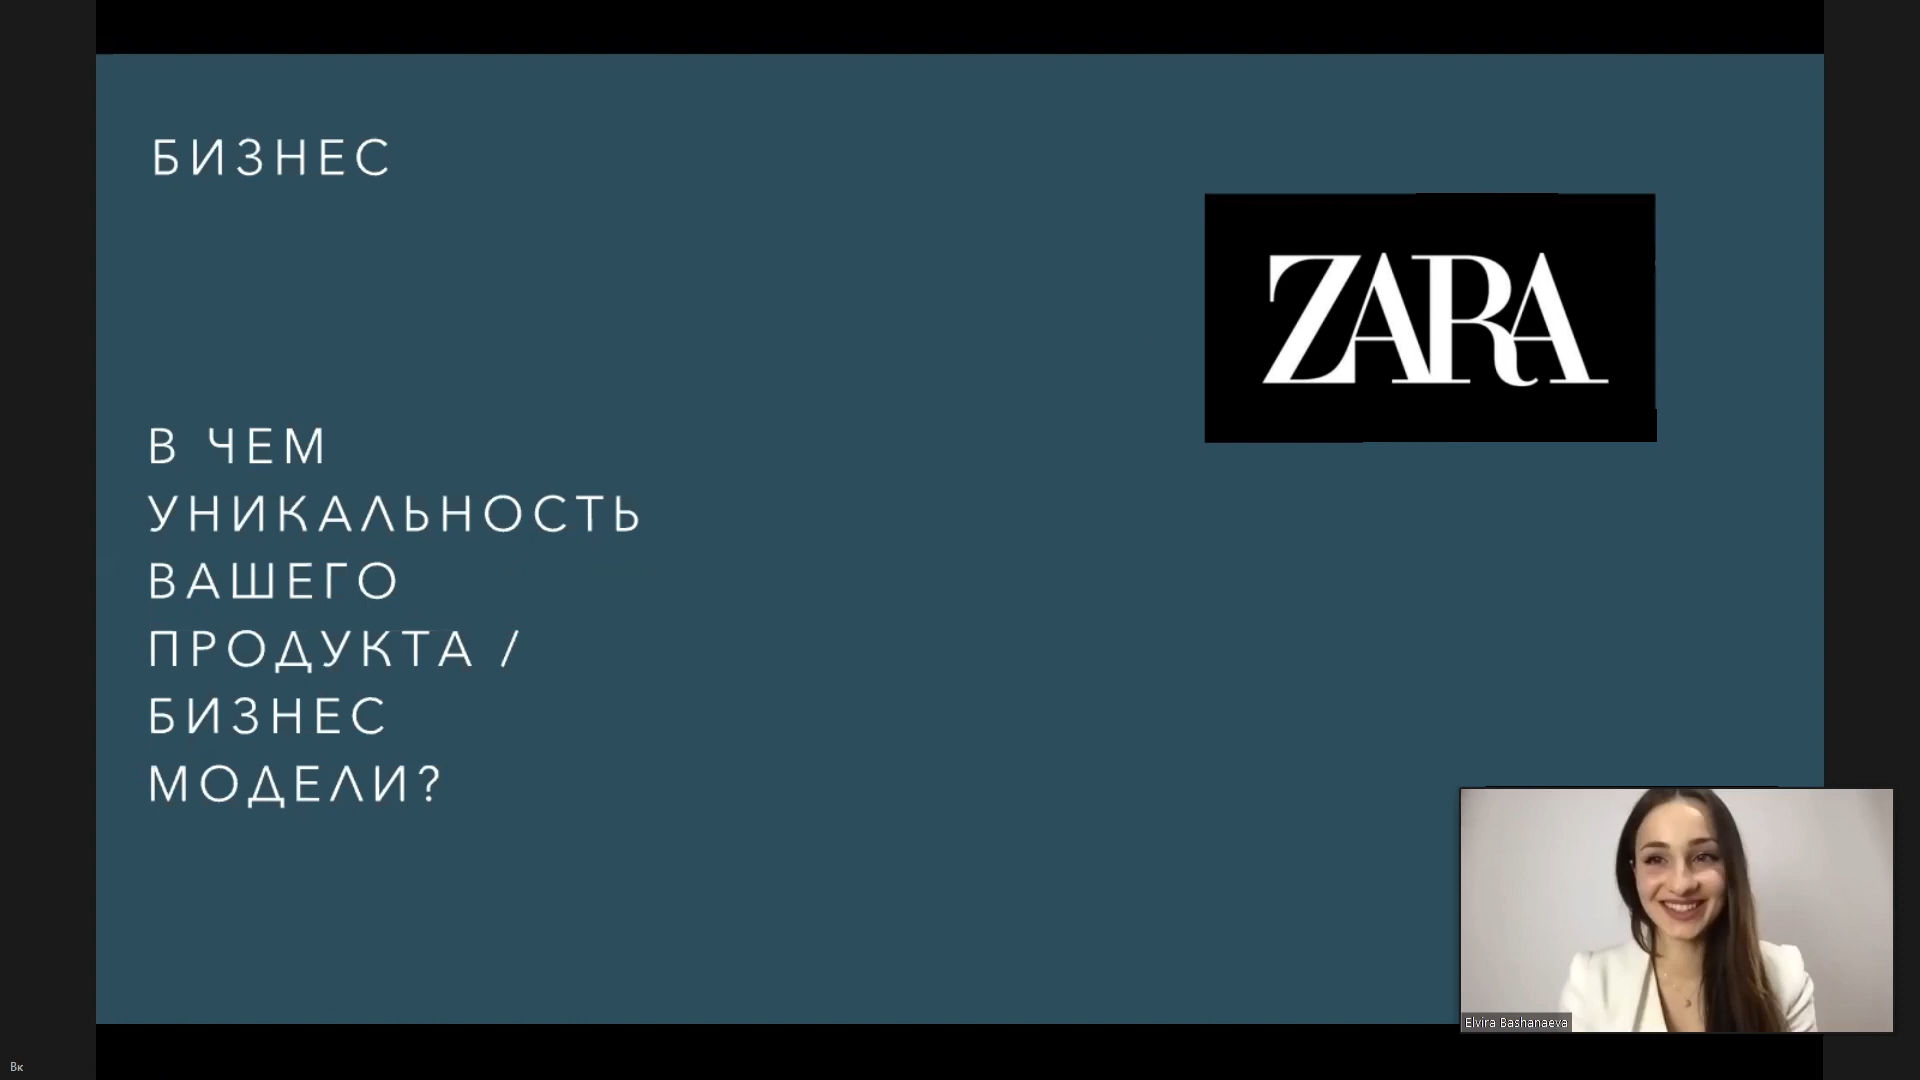 БИЗНЕС
ZARA
В ЧЕМ
УНИКАЛЬНОСТЬ
ВАШЕГО
ПРОДУКТА /
БИЗНЕС
МОДЕЛИ?
Elvira Bashanaeva
Вк